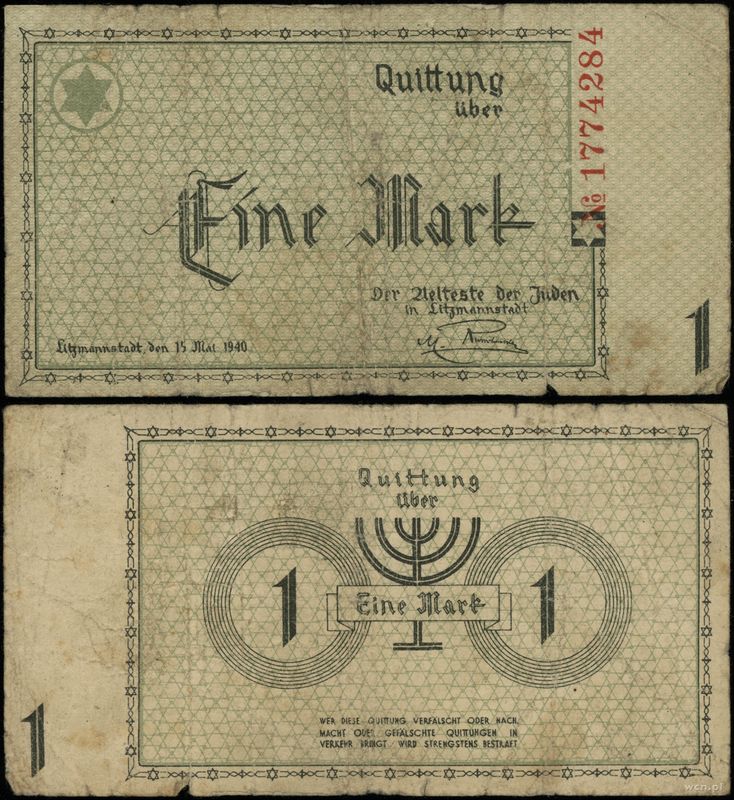 Quittung
über
№ 1774284
Eine Mark
Der Aelteste der Juden
in Litzmannstadt
Litzmannstadt, den 15 Mai 1940
1
Quittung
über
1
Eine Mark
1
WER DIESE QUITTUNG VERFÄLSCHT ODER NACH-
MACHT ODER GEFÄLSCHTE QUITTUNGEN IN
VERKEHR BRINGT, WIRD STRENGSTENS BESTRAFT
1
wcn.pl